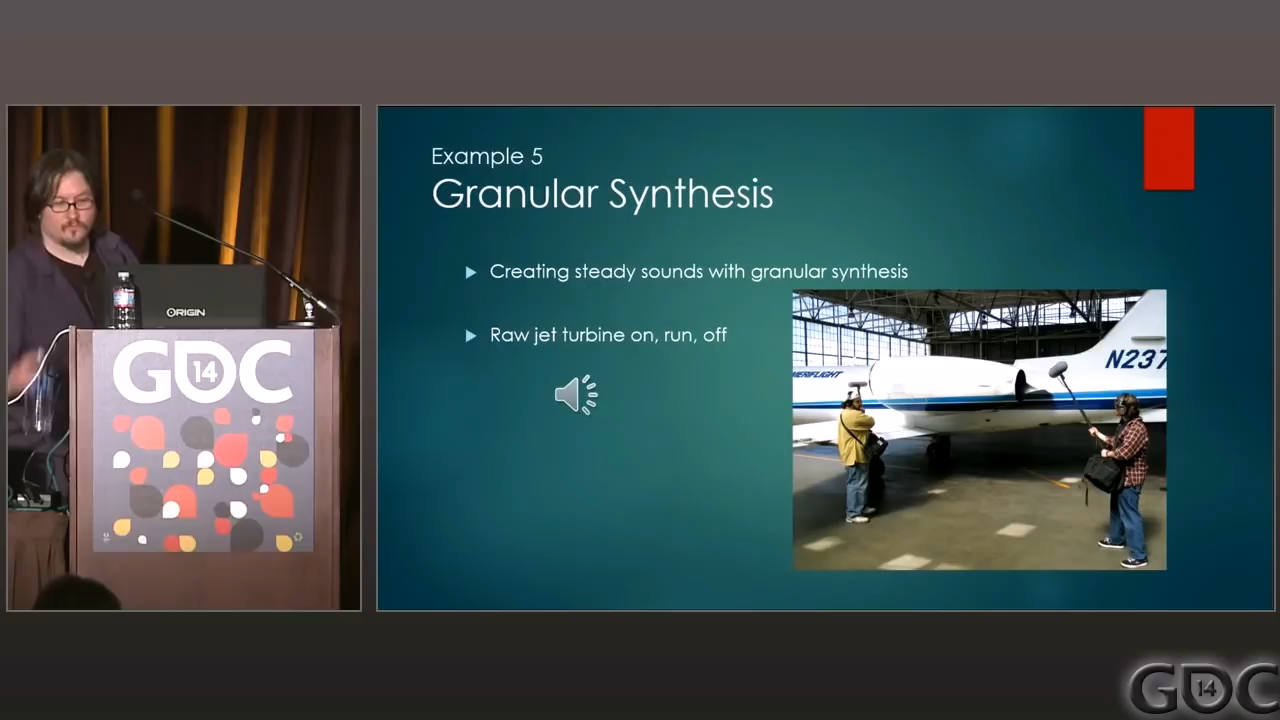 Example 5
Granular Synthesis
Creating steady sounds with granular synthesis
Raw jet turbine on, run, off
MERIFLIGHT
N237
ORIGIN
GDC
14
GDC
14